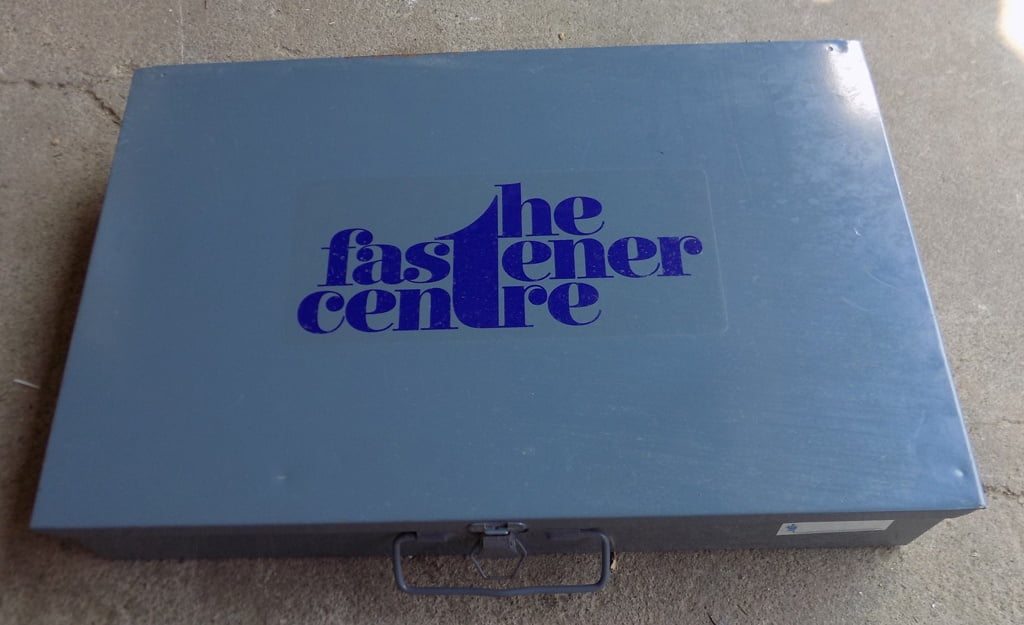 the
fastener
centre